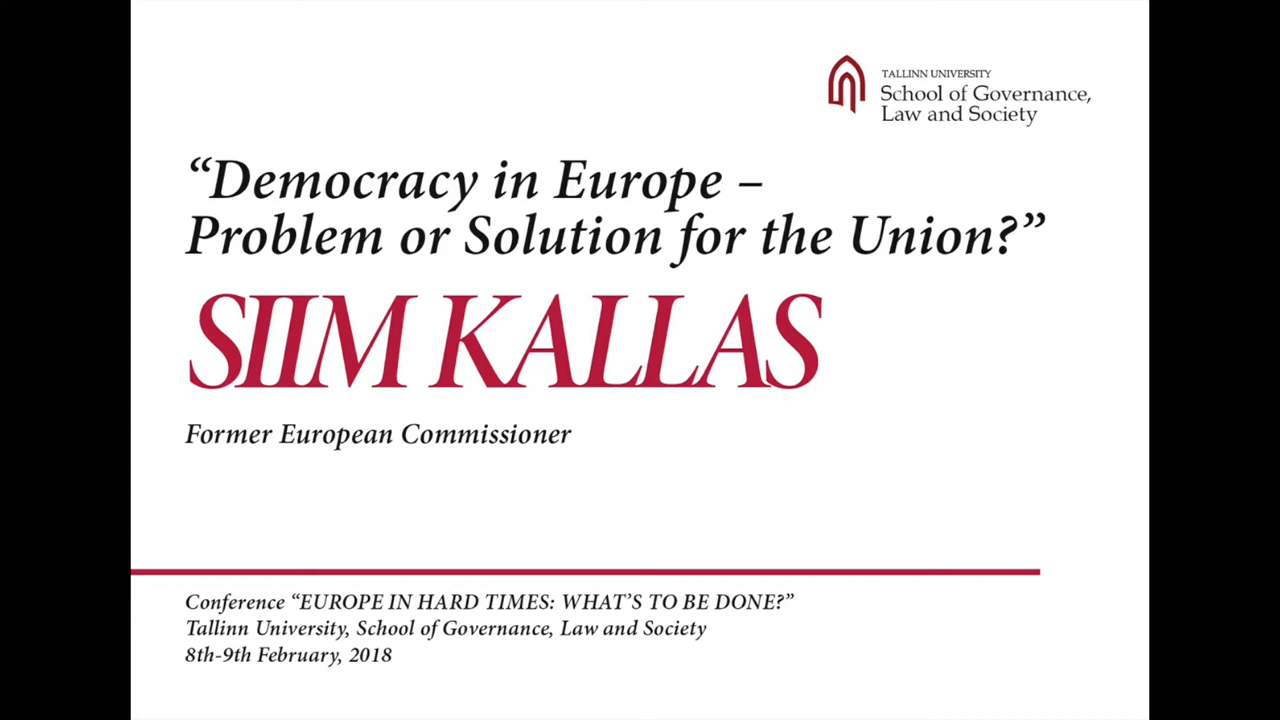 TALLINN UNIVERSITY
School of Governance,
Law and Society
“Democracy in Europe –
Problem or Solution for the Union?”
SIIM KALLAS
Former European Commissioner
Conference “EUROPE IN HARD TIMES: WHAT’S TO BE DONE?”
Tallinn University, School of Governance, Law and Society
8th-9th February, 2018